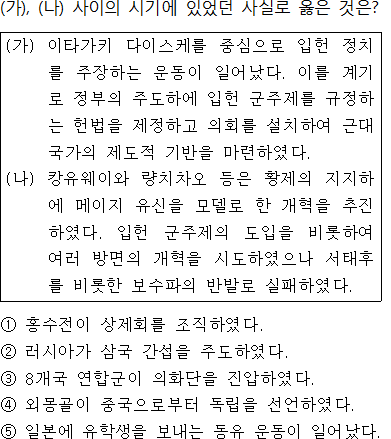 (가), (나) 사이의 시기에 있었던 사실로 옳은 것은?
(가) 이타가키 다이스케를 중심으로 입헌 정치
를 주장하는 운동이 일어났다. 이를 계기
로 정부의 주도하에 입헌 군주제를 규정하
는 헌법을 제정하고 의회를 설치하여 근대
국가의 제도적 기반을 마련하였다.
(나) 캉유웨이와 량치차오 등은 황제의 지지하
에 메이지 유신을 모델로 한 개혁을 추진
하였다. 입헌 군주제의 도입을 비롯하여
여러 방면의 개혁을 시도하였으나 서태후
를 비롯한 보수파의 반발로 실패하였다.
① 홍수전이 상제회를 조직하였다.
② 러시아가 삼국 간섭을 주도하였다.
③ 8개국 연합군이 의화단을 진압하였다.
④ 외몽골이 중국으로부터 독립을 선언하였다.
⑤ 일본에 유학생을 보내는 동유 운동이 일어났다.